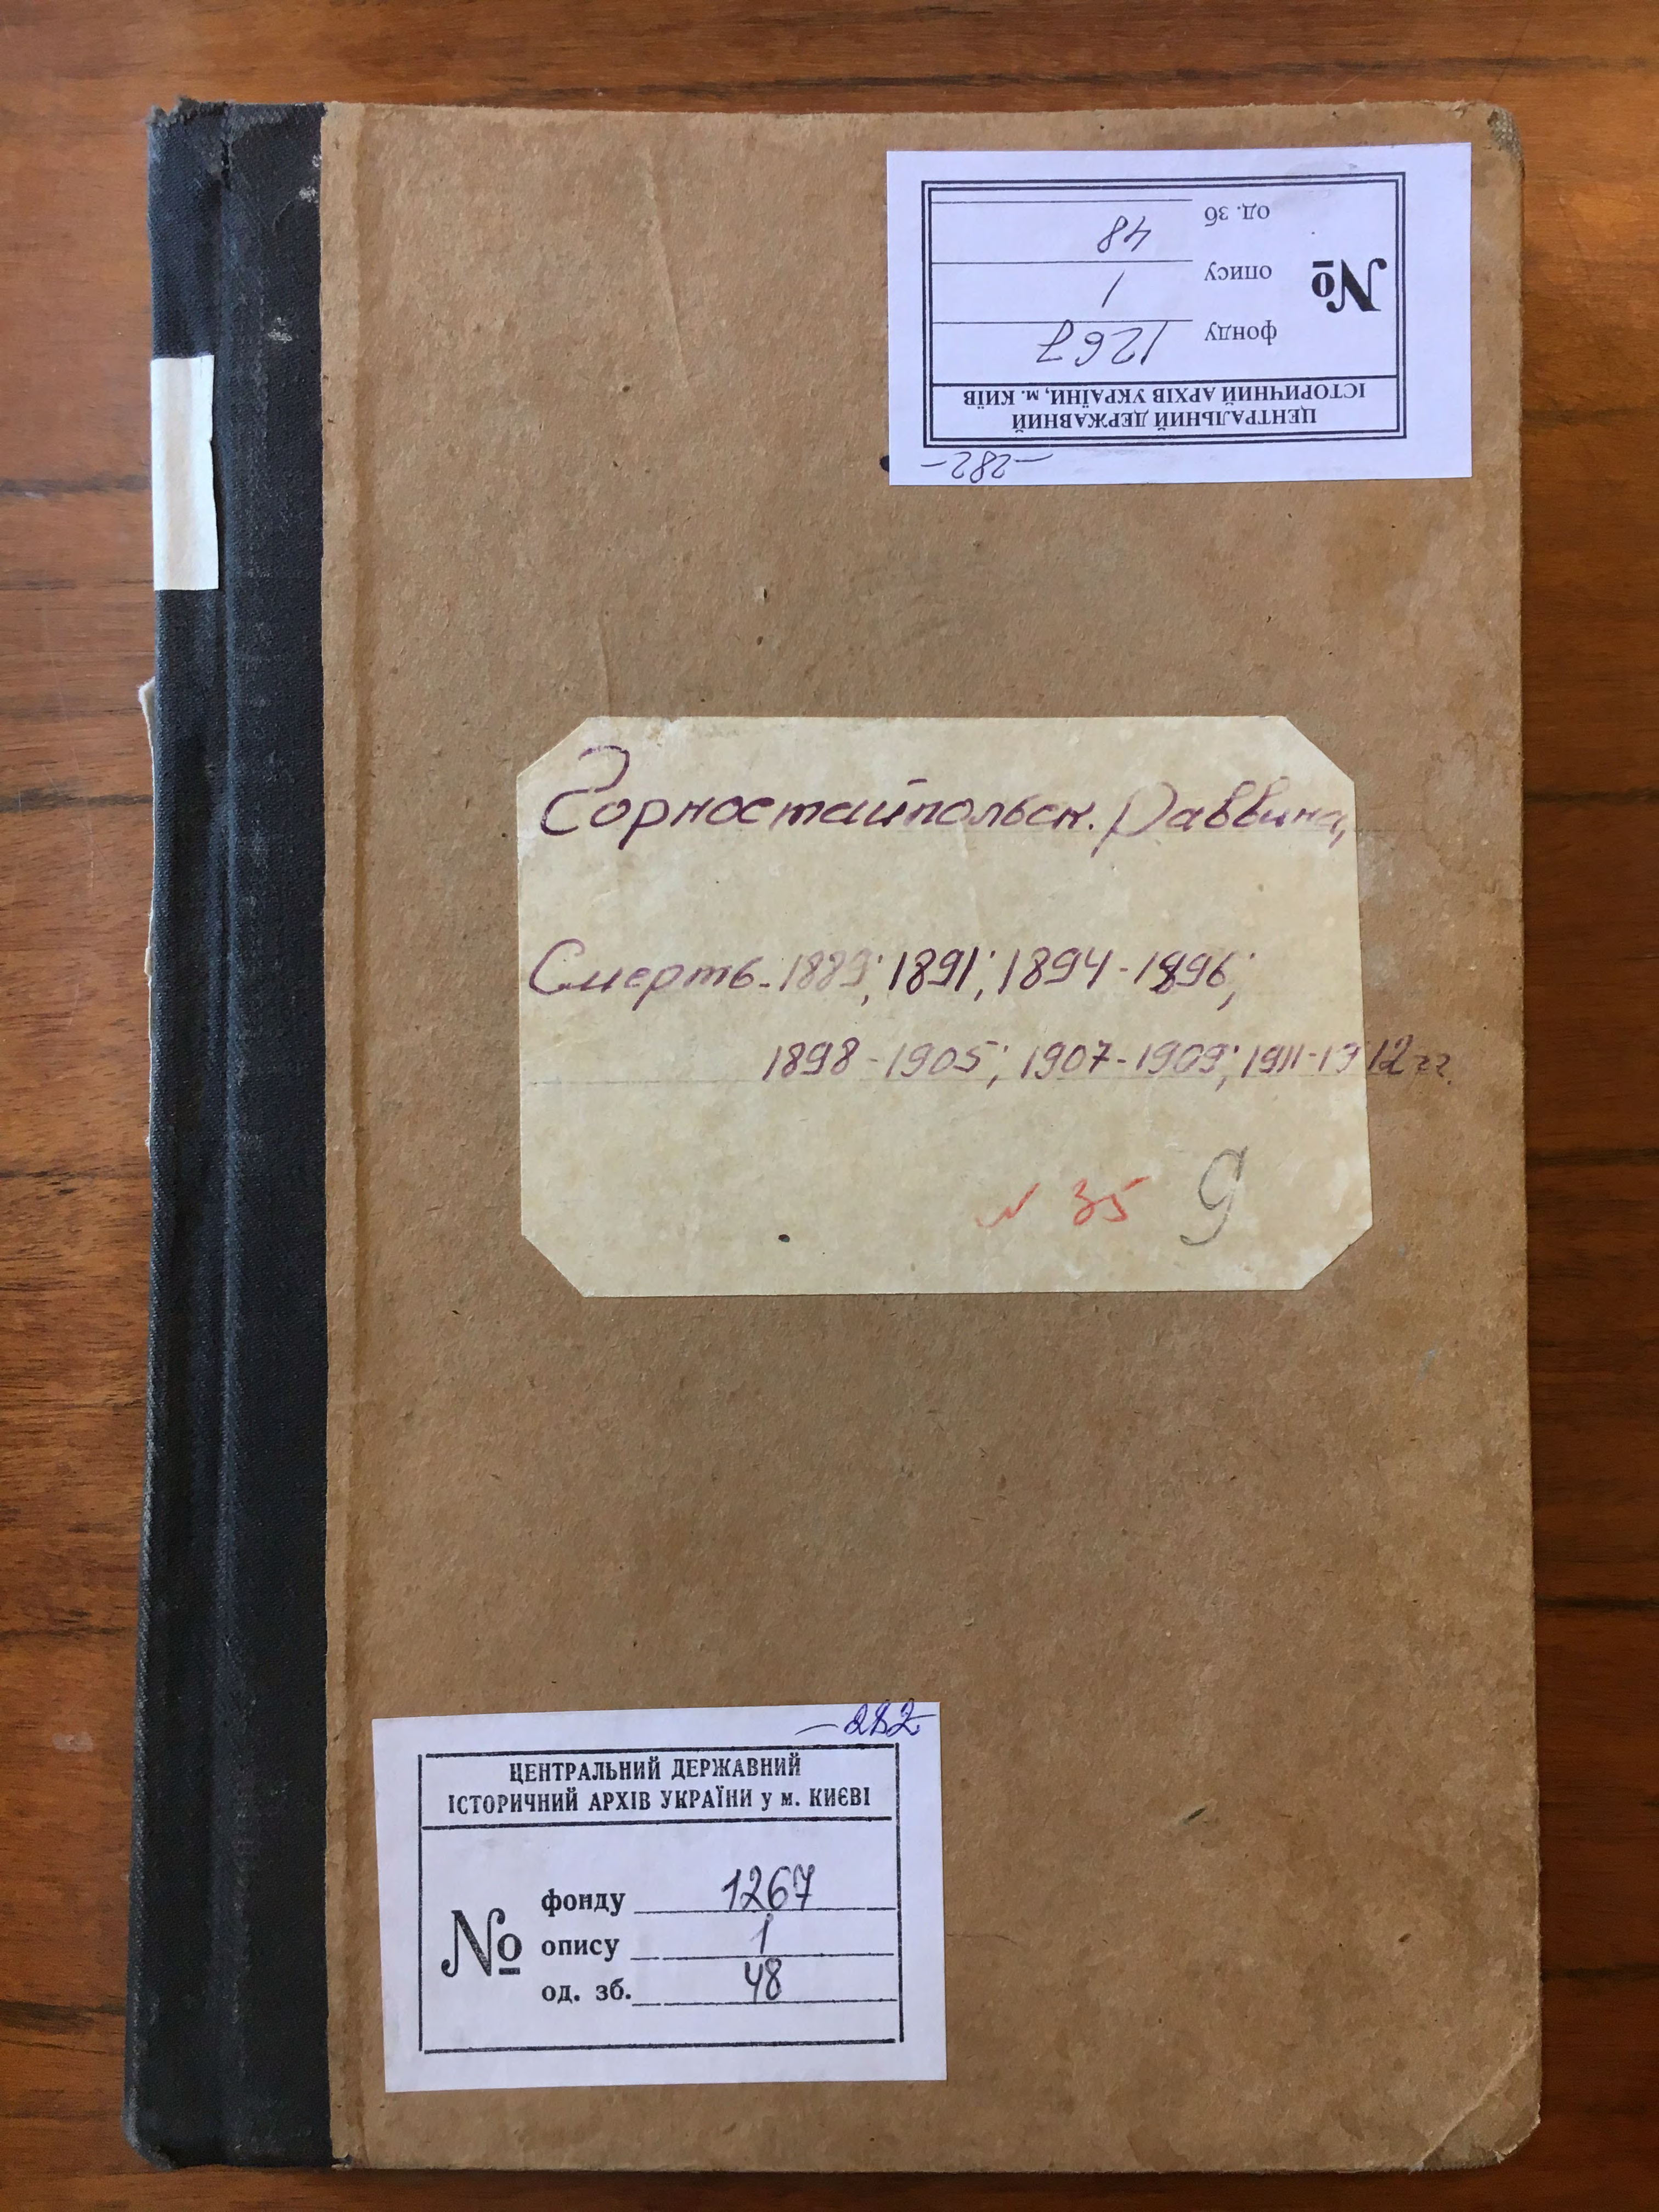 од. зб
48
опису
1
№
фонду
1267
ІСТОРИЧНИЙ АРХІВ УКРАЇНИ, м. КИЇВ
ЦЕНТРАЛЬНИЙ ДЕРЖАВНИЙ
-282-
Горностайпольск. Раввина,
Смерть - 1889; 1891; 1894-1896;
1898-1905; 1907-1909; 1911-1912 гг.
N 35 9
-282-
ЦЕНТРАЛЬНИЙ ДЕРЖАВНИЙ
ІСТОРИЧНИЙ АРХІВ УКРАЇНИ у м. КИЄВІ
№
фонду 1267
опису 1
од. зб. 48